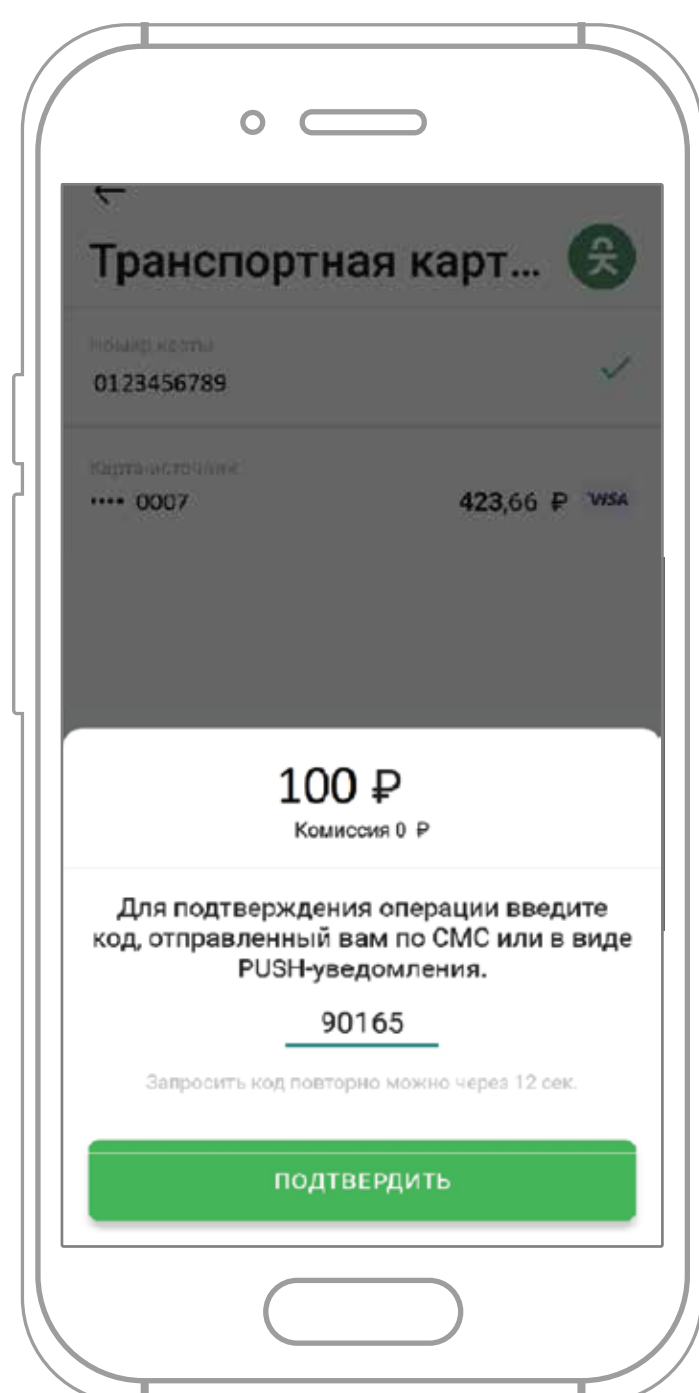 Транспортная карт...
Номер карты
0123456789
Карта-источник
•••• 0007 423,66 ₽ VISA
100 ₽
Комиссия 0 ₽
Для подтверждения операции введите
код, отправленный вам по СМС или в виде
PUSH-уведомления.
90165
Запросить код повторно можно через 12 сек.
ПОДТВЕРДИТЬ